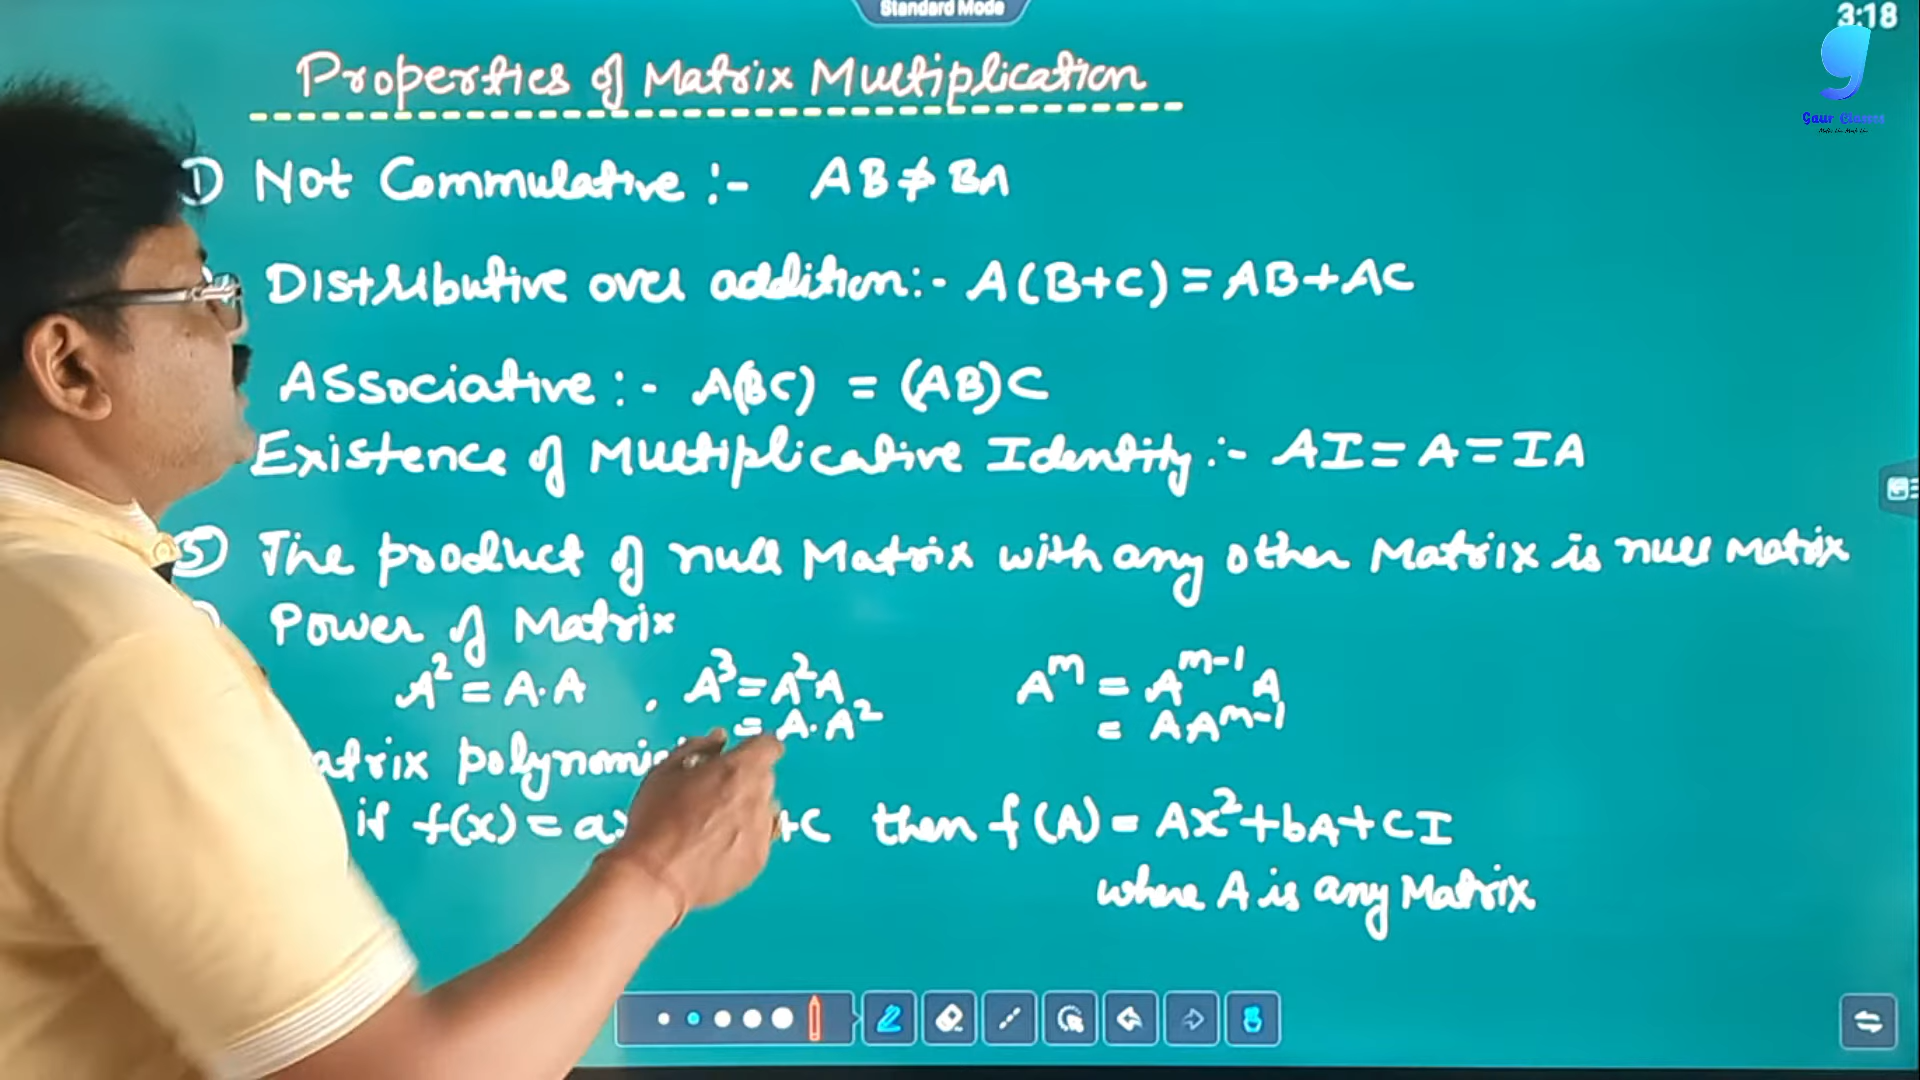 Standard Mode
3:18
Gaur Classes
Properties of Matrix Multiplication
① Not Commulative :- AB ≠ BA
Distributive over addition:- A(B+C) = AB+AC
Associative :- A(BC) = (AB)C
Existence of Multiplicative Identity :- AI = A = IA
⑤ The product of null Matrix with any other Matrix is null Matrix
Power of Matrix
A² = A·A , A³ = A²A Aᵐ = Aᵐ⁻¹ A
= A·A² = AAᵐ⁻¹
atrix
if f(x) = a +C then f(A) = Ax²+bA+CI
where A is any Matrix